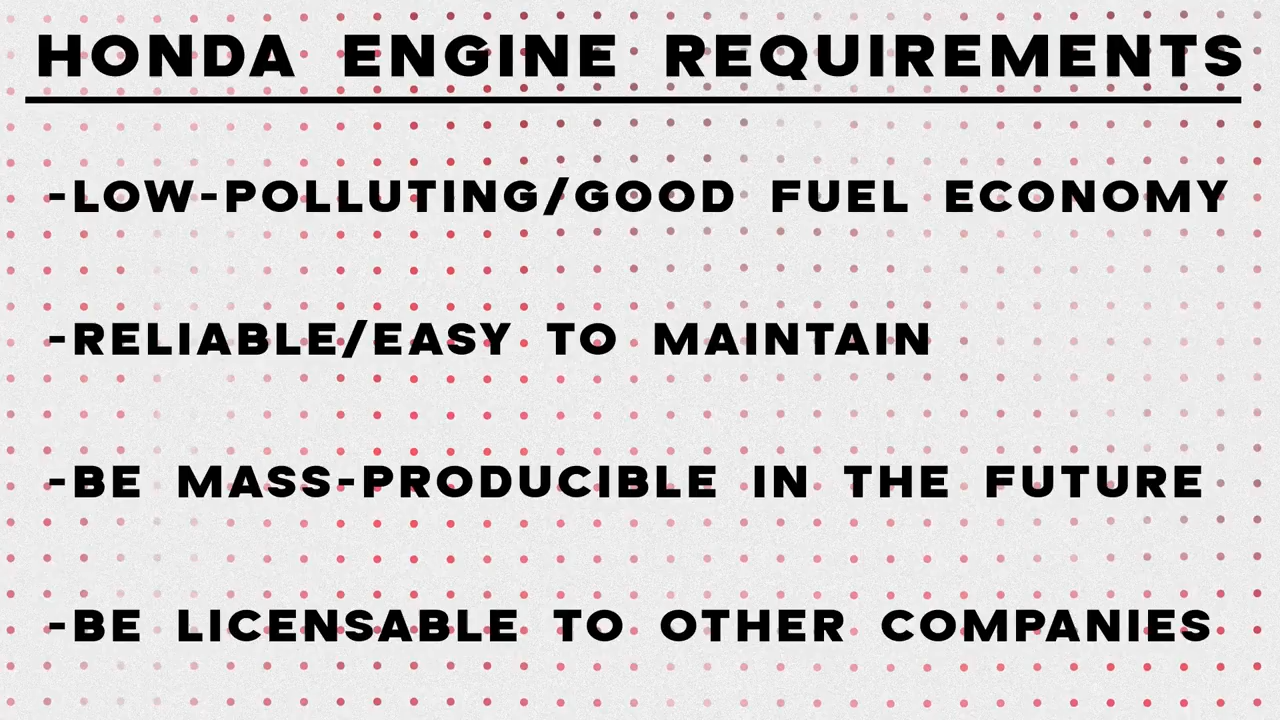 HONDA ENGINE REQUIREMENTS
-LOW-POLLUTING/GOOD FUEL ECONOMY
-RELIABLE/EASY TO MAINTAIN
-BE MASS-PRODUCIBLE IN THE FUTURE
-BE LICENSABLE TO OTHER COMPANIES